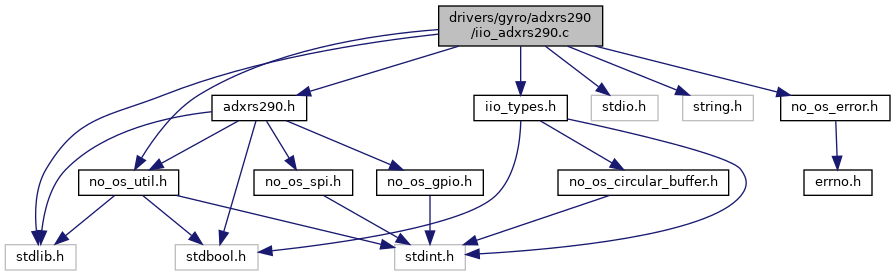 drivers/gyro/adxrs290
/iio_adxrs290.c
adxrs290.h
iio_types.h
stdio.h
string.h
no_os_error.h
no_os_util.h
no_os_spi.h
no_os_gpio.h
no_os_circular_buffer.h
errno.h
stdlib.h
stdbool.h
stdint.h